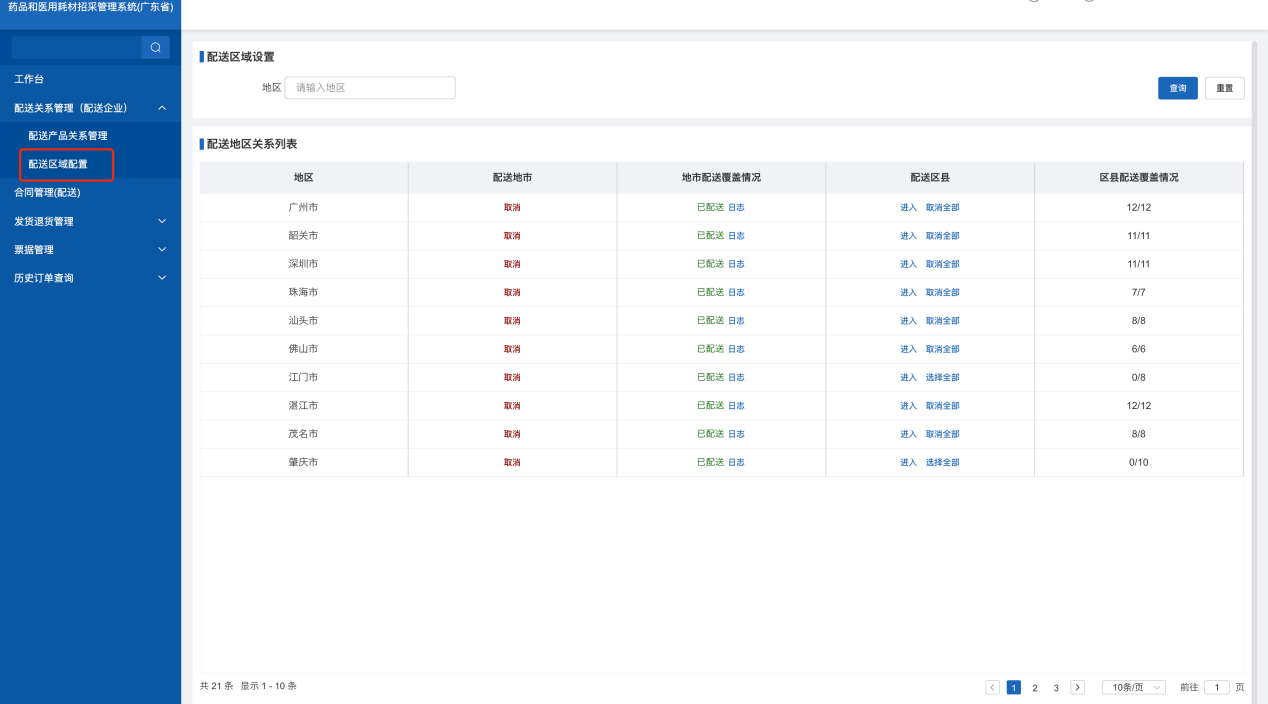 药品和医用耗材招采管理系统(广东省)
工作台
配送关系管理（配送企业）
配送产品关系管理
配送区域配置
合同管理(配送)
发货退货管理
票据管理
历史订单查询
配送区域设置
地区 请输入地区 查询 重置
配送地区关系列表
地区 配送地市 地市配送覆盖情况 配送区县 区县配送覆盖情况
广州市 取消 已配送 日志 进入 取消全部 12/12
韶关市 取消 已配送 日志 进入 取消全部 11/11
深圳市 取消 已配送 日志 进入 取消全部 11/11
珠海市 取消 已配送 日志 进入 取消全部 7/7
汕头市 取消 已配送 日志 进入 取消全部 8/8
佛山市 取消 已配送 日志 进入 取消全部 6/6
江门市 取消 已配送 日志 进入 选择全部 0/8
湛江市 取消 已配送 日志 进入 取消全部 12/12
茂名市 取消 已配送 日志 进入 取消全部 8/8
肇庆市 取消 已配送 日志 进入 选择全部 0/10
共 21 条 显示 1 - 10 条 1 2 3 10条/页 前往 1 页